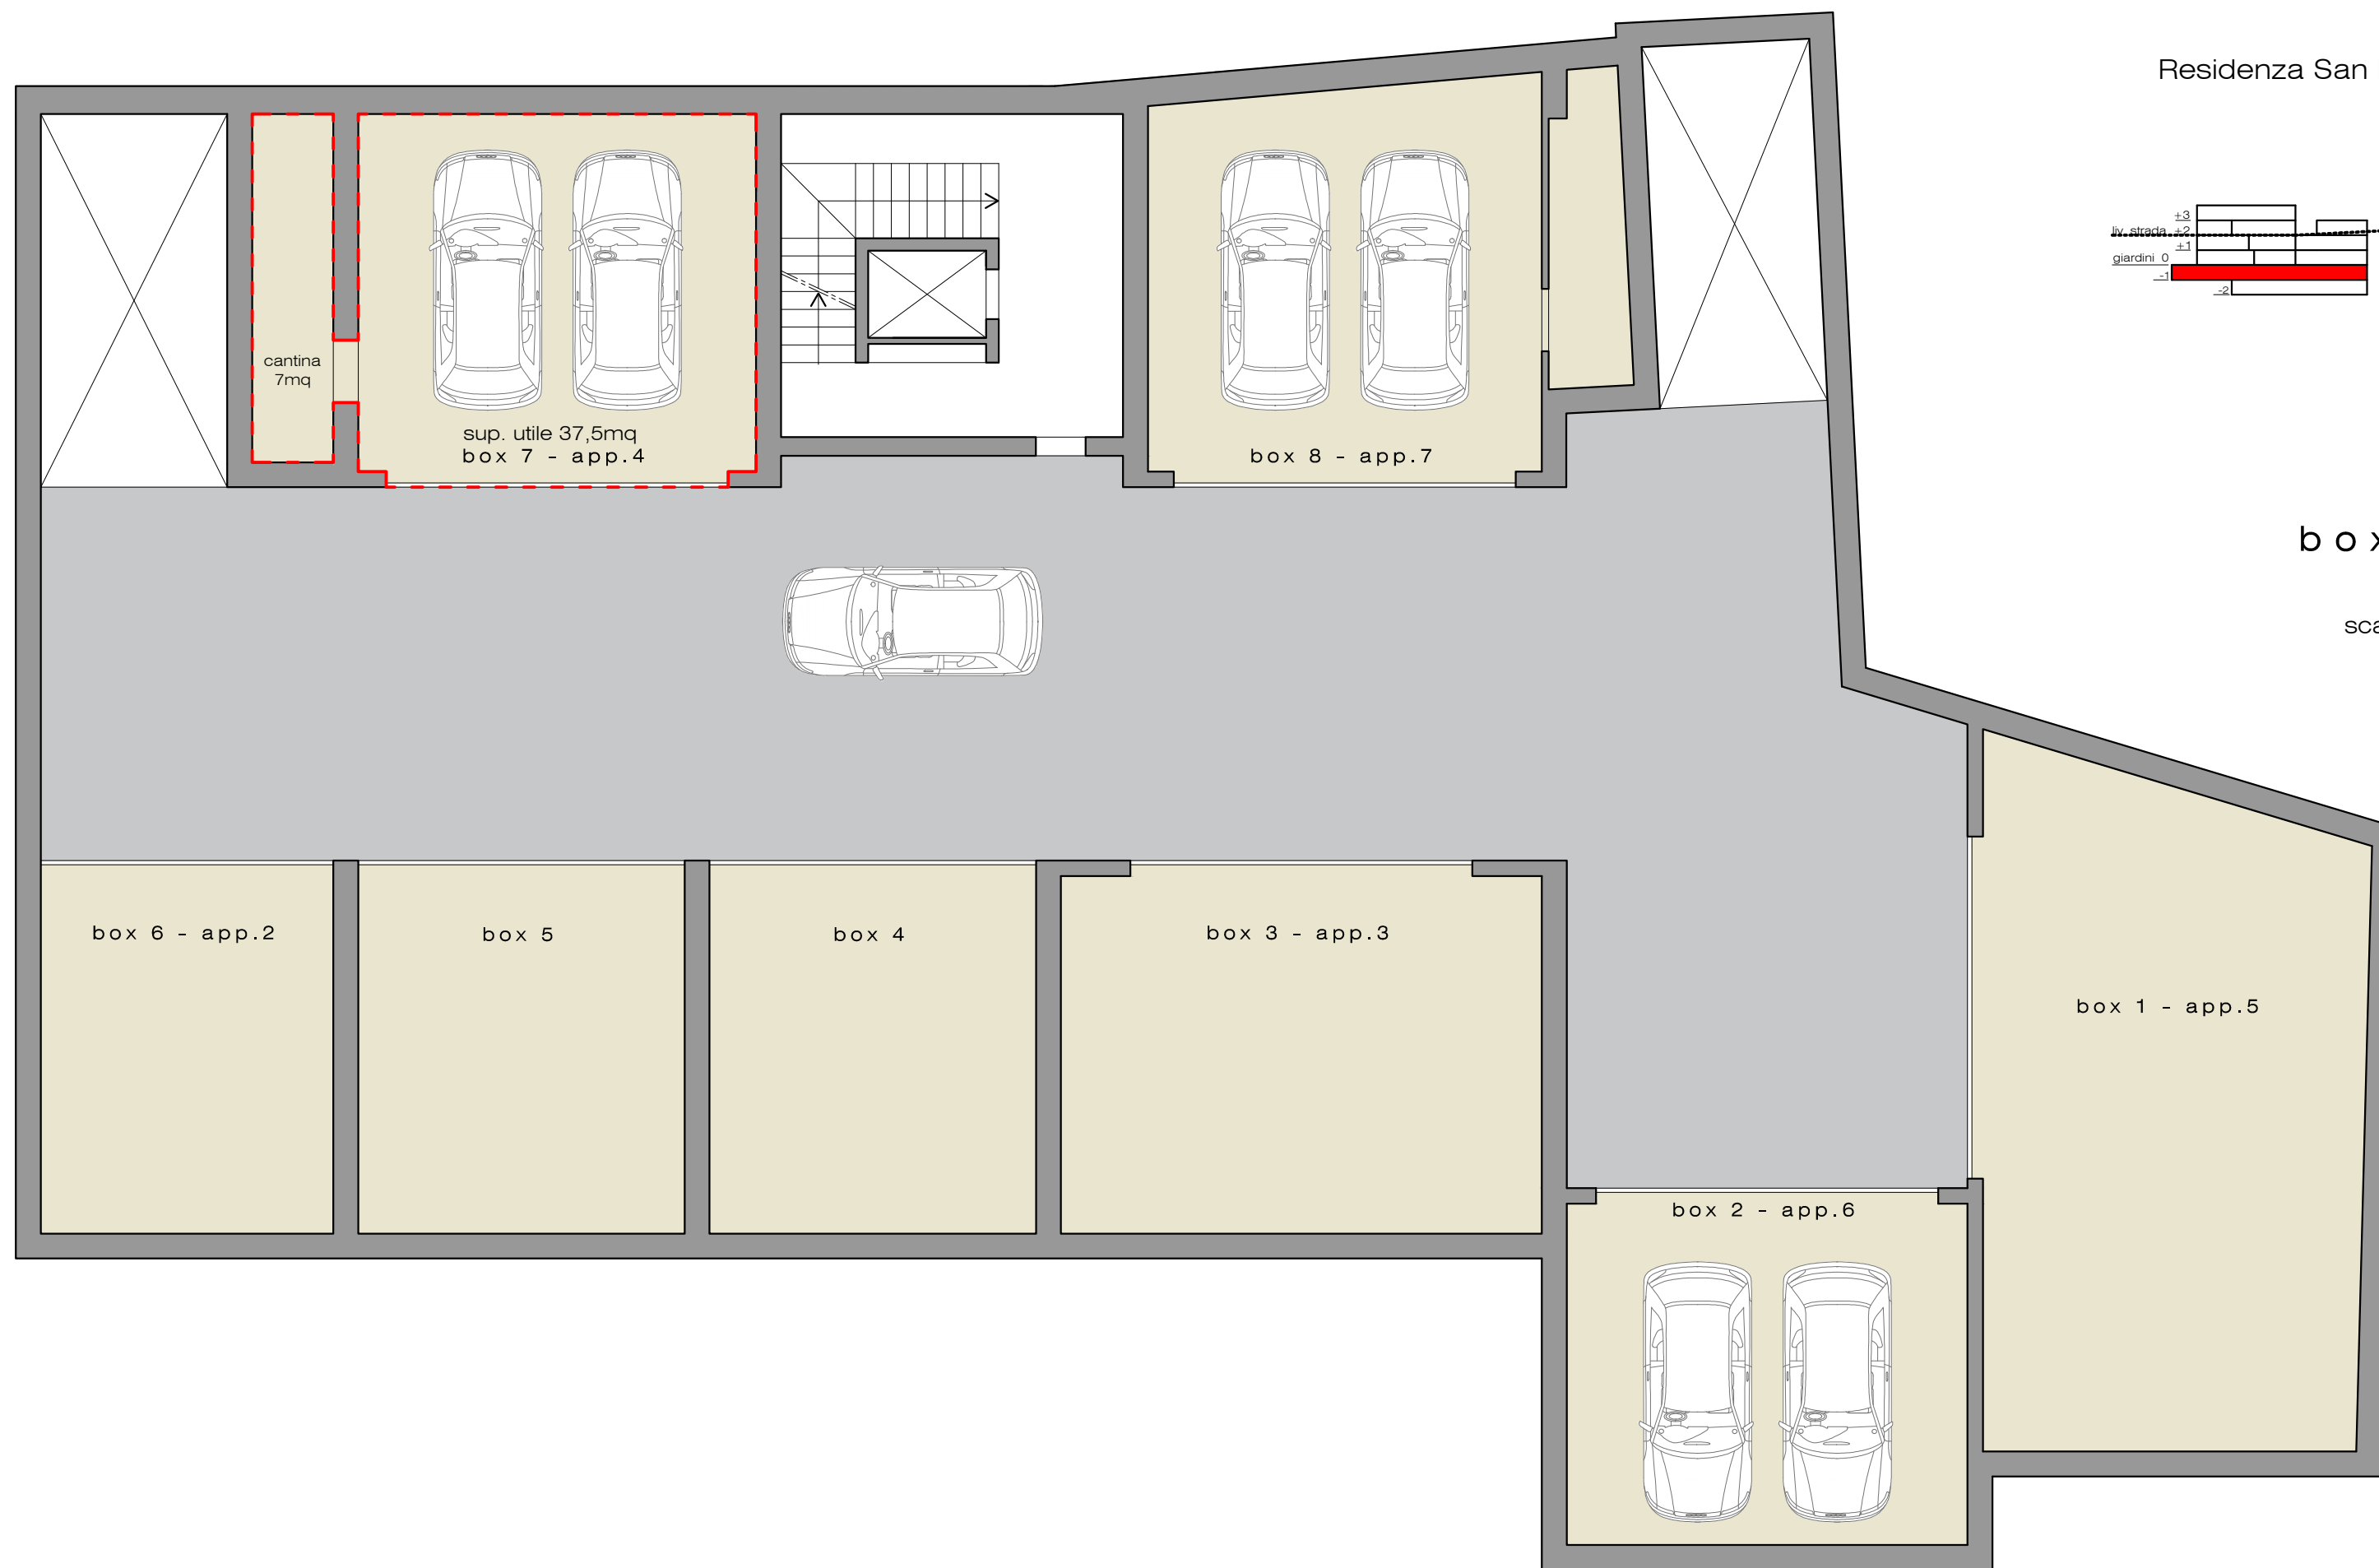 Residenza San
+3
liv. strada +2
+1
giardini 0
-1
-2
cantina
7mq
sup. utile 37,5mq
box 7 - app.4
box 8 - app.7
box
box 6 - app.2
box 5
box 4
box 3 - app.3
box 1 - app.5
box 2 - app.6